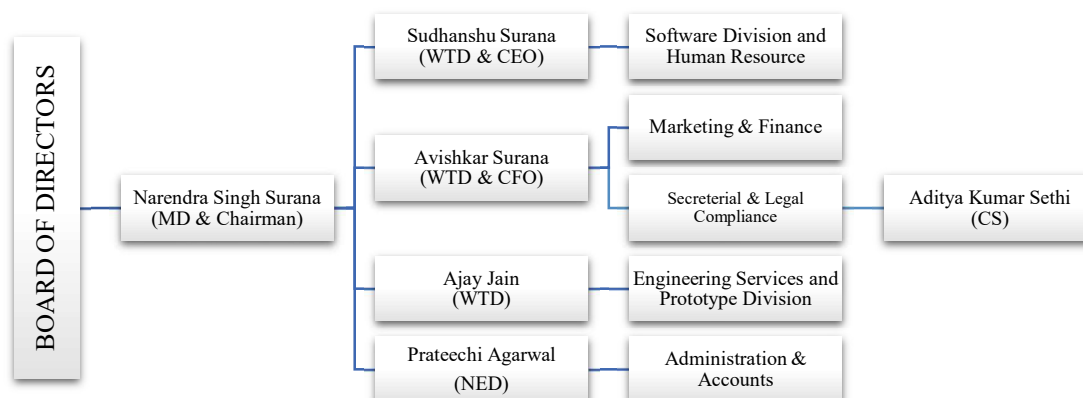 BOARD OF DIRECTORS
Narendra Singh Surana
(MD & Chairman)
Sudhanshu Surana
(WTD & CEO)
Software Division and
Human Resource
Avishkar Surana
(WTD & CFO)
Marketing & Finance
Secreterial & Legal
Compliance
Aditya Kumar Sethi
(CS)
Ajay Jain
(WTD)
Engineering Services and
Prototype Division
Prateechi Agarwal
(NED)
Administration &
Accounts